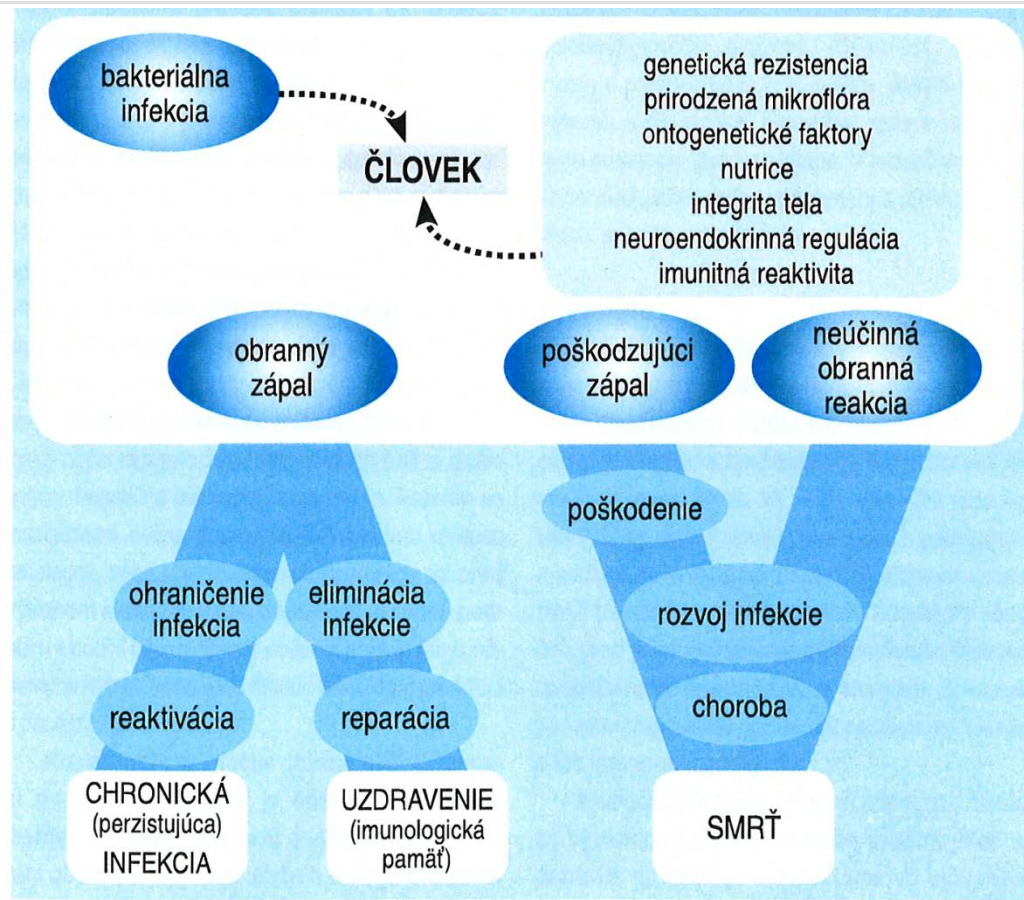 bakteriálna
infekcia
ČLOVEK
genetická rezistencia
prirodzená mikroflóra
ontogenetické faktory
nutrice
integrita tela
neuroendokrinná regulácia
imunitná reaktivita
obranný
zápal
poškodzujúci
zápal
neúčinná
obranná
reakcia
poškodenie
ohraničenie
infekcia
eliminácia
infekcie
rozvoj infekcie
reaktivácia
reparácia
choroba
CHRONICKÁ
(perzistujúca)
INFEKCIA
UZDRAVENIE
(imunologická
pamäť)
SMRŤ